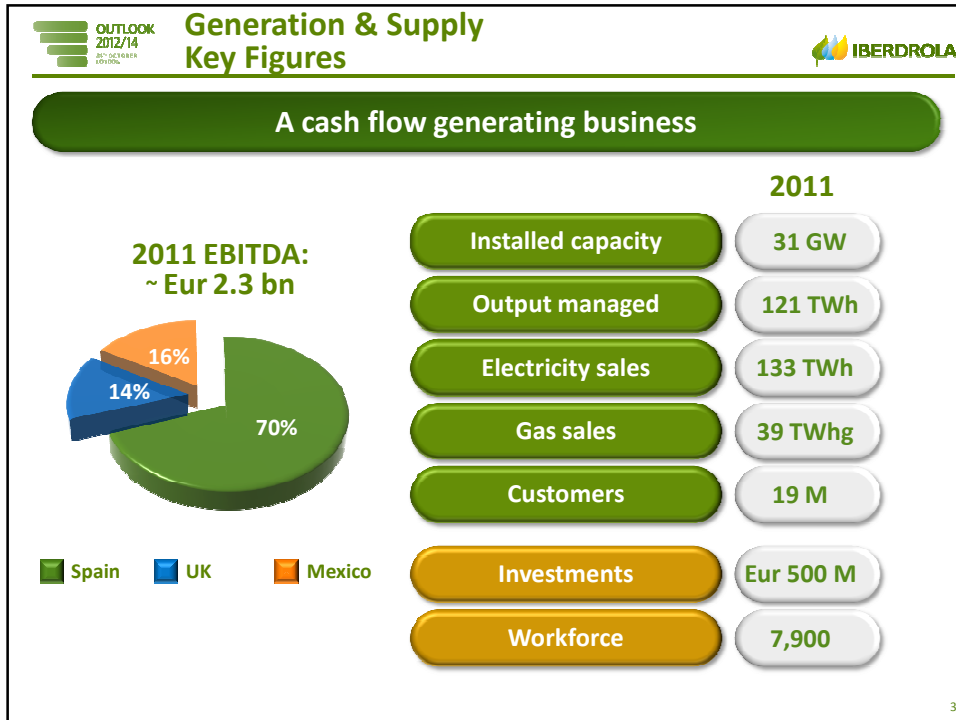 OUTLOOK
2012/14
Generation & Supply
Key Figures
IBERDROLA
A cash flow generating business
2011
2011 EBITDA:
~ Eur 2.3 bn
16%
14%
70%
Spain
UK
Mexico
Installed capacity
31 GW
Output managed
121 TWh
Electricity sales
133 TWh
Gas sales
39 TWhg
Customers
19 M
Investments
Eur 500 M
Workforce
7,900
3